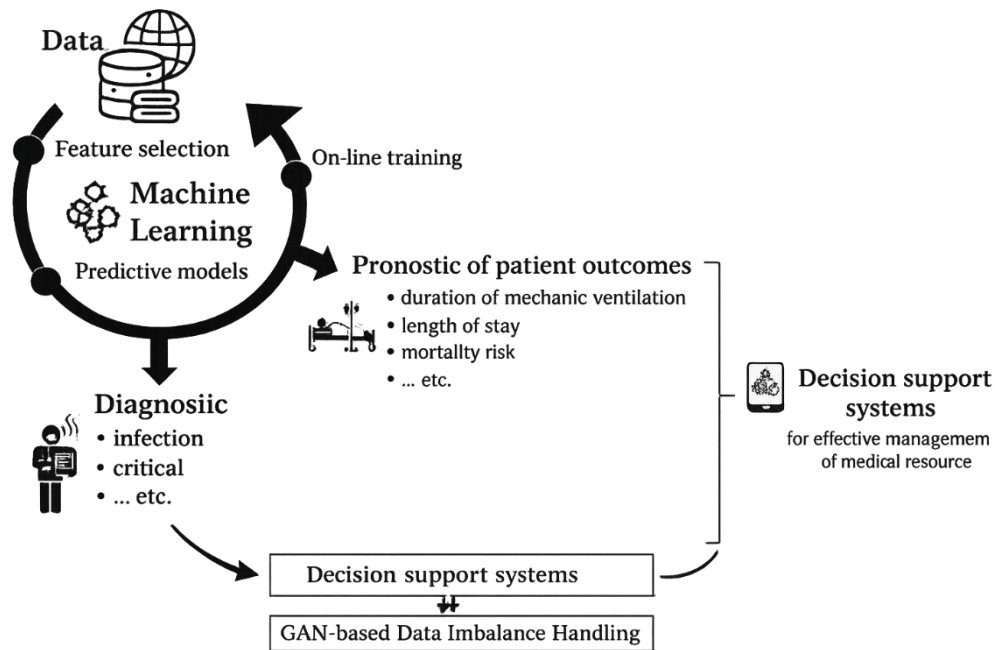 Data
Feature selection
On-line training
Machine
Learning
Predictive models
Pronostic of patient outcomes
• duration of mechanic ventilation
• length of stay
• mortallty risk
• ... etc.
Diagnosiic
• infection
• critical
• ... etc.
Decision support
systems
for effective managemem
of medical resource
Decision support systems
GAN-based Data Imbalance Handling